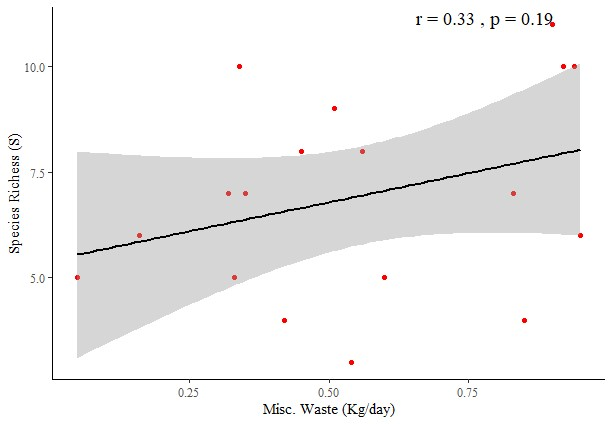 r = 0.33 , p = 0.19
10.0
7.5
5.0
Species Richess (S)
0.25 0.50 0.75
Misc. Waste (Kg/day)